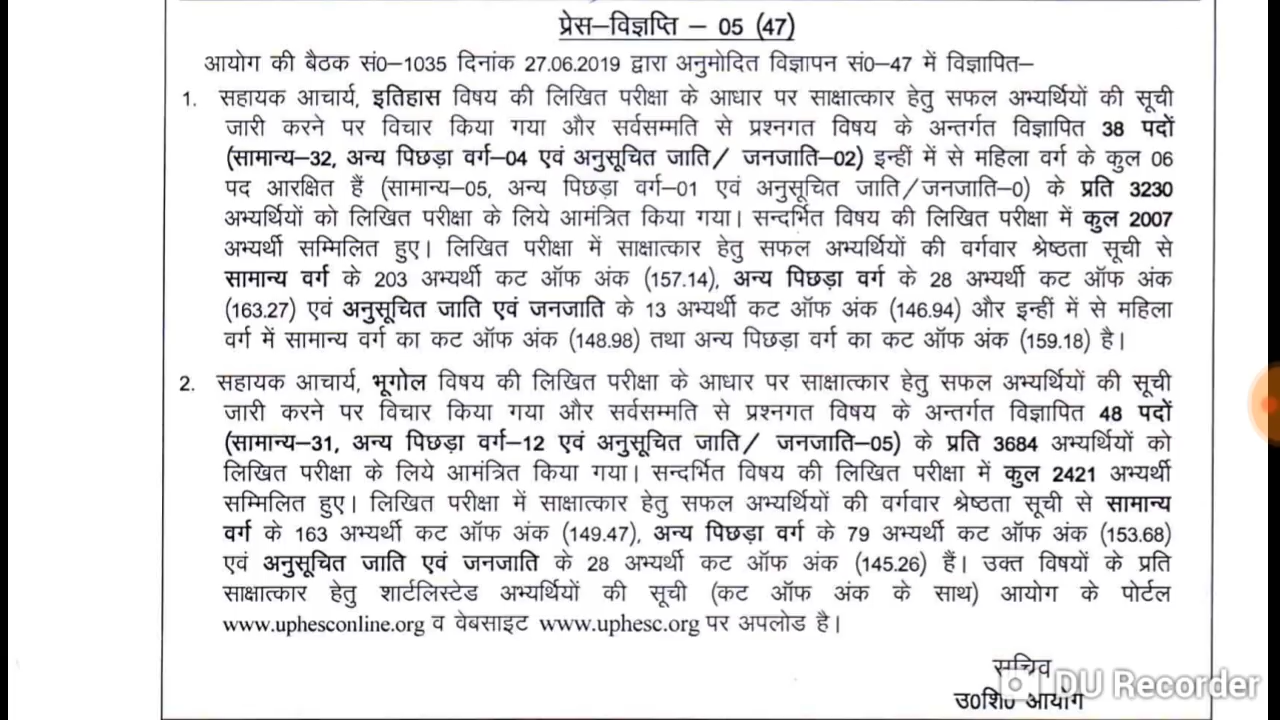 प्रेस–विज्ञप्ति – 05 (47)
आयोग की बैठक सं0–1035 दिनांक 27.06.2019 द्वारा अनुमोदित विज्ञापन सं0–47 में विज्ञापित–
1. सहायक आचार्य, इतिहास विषय की लिखित परीक्षा के आधार पर साक्षात्कार हेतु सफल अभ्यर्थियों की सूची
जारी करने पर विचार किया गया और सर्वसम्मति से प्रश्नगत विषय के अन्तर्गत विज्ञापित 38 पदों
(सामान्य–32, अन्य पिछड़ा वर्ग–04 एवं अनुसूचित जाति/ जनजाति–02) इन्हीं में से महिला वर्ग के कुल 06
पद आरक्षित हैं (सामान्य–05, अन्य पिछड़ा वर्ग–01 एवं अनुसूचित जाति/जनजाति–0) के प्रति 3230
अभ्यर्थियों को लिखित परीक्षा के लिये आमंत्रित किया गया। सन्दर्भित विषय की लिखित परीक्षा में कुल 2007
अभ्यर्थी सम्मिलित हुए। लिखित परीक्षा में साक्षात्कार हेतु सफल अभ्यर्थियों की वर्गवार श्रेष्ठता सूची से
सामान्य वर्ग के 203 अभ्यर्थी कट ऑफ अंक (157.14), अन्य पिछड़ा वर्ग के 28 अभ्यर्थी कट ऑफ अंक
(163.27) एवं अनुसूचित जाति एवं जनजाति के 13 अभ्यर्थी कट ऑफ अंक (146.94) और इन्हीं में से महिला
वर्ग में सामान्य वर्ग का कट ऑफ अंक (148.98) तथा अन्य पिछड़ा वर्ग का कट ऑफ अंक (159.18) है।
2. सहायक आचार्य, भूगोल विषय की लिखित परीक्षा के आधार पर साक्षात्कार हेतु सफल अभ्यर्थियों की सूची
जारी करने पर विचार किया गया और सर्वसम्मति से प्रश्नगत विषय के अन्तर्गत विज्ञापित 48 पदों
(सामान्य–31, अन्य पिछड़ा वर्ग–12 एवं अनुसूचित जाति/ जनजाति–05) के प्रति 3684 अभ्यर्थियों को
लिखित परीक्षा के लिये आमंत्रित किया गया। सन्दर्भित विषय की लिखित परीक्षा में कुल 2421 अभ्यर्थी
सम्मिलित हुए। लिखित परीक्षा में साक्षात्कार हेतु सफल अभ्यर्थियों की वर्गवार श्रेष्ठता सूची से सामान्य
वर्ग के 163 अभ्यर्थी कट ऑफ अंक (149.47), अन्य पिछड़ा वर्ग के 79 अभ्यर्थी कट ऑफ अंक (153.68)
एवं अनुसूचित जाति एवं जनजाति के 28 अभ्यर्थी कट ऑफ अंक (145.26) हैं। उक्त विषयों के प्रति
साक्षात्कार हेतु शार्टलिस्टेड अभ्यर्थियों की सूची (कट ऑफ अंक के साथ) आयोग के पोर्टल
www.uphesconline.org व वेबसाइट www.uphesc.org पर अपलोड है।
सचिव
DU Recorder
उ0शि0 आयोग